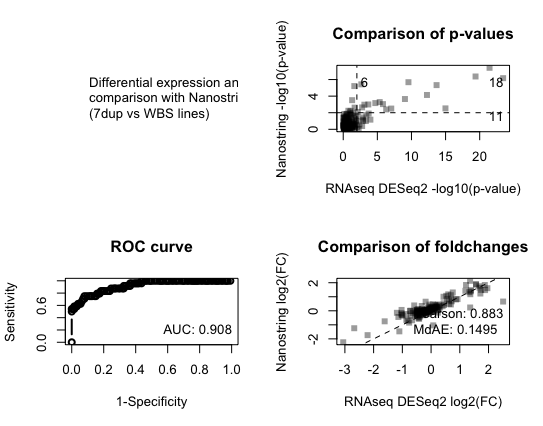 Differential expression an
comparison with Nanostri
(7dup vs WBS lines)
Comparison of p-values
Nanostring -log10(p-value)
0 4
6
18
11
0 5 10 15 20
RNAseq DESeq2 -log10(p-value)
ROC curve
Sensitivity
0.0 0.6
AUC: 0.908
0.0 0.2 0.4 0.6 0.8 1.0
1-Specificity
Comparison of foldchanges
Nanostring log2(FC)
-2 0 2
Pearson: 0.883
MdAE: 0.1495
-3 -2 -1 0 1 2
RNAseq DESeq2 log2(FC)